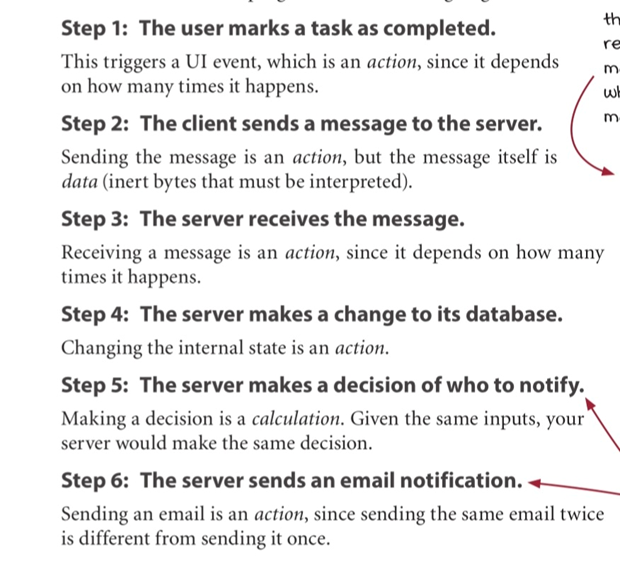 Step 1: The user marks a task as completed.
This triggers a UI event, which is an action, since it depends
on how many times it happens.
Step 2: The client sends a message to the server.
Sending the message is an action, but the message itself is
data (inert bytes that must be interpreted).
Step 3: The server receives the message.
Receiving a message is an action, since it depends on how many
times it happens.
Step 4: The server makes a change to its database.
Changing the internal state is an action.
Step 5: The server makes a decision of who to notify.
Making a decision is a calculation. Given the same inputs, your
server would make the same decision.
Step 6: The server sends an email notification.
Sending an email is an action, since sending the same email twice
is different from sending it once.